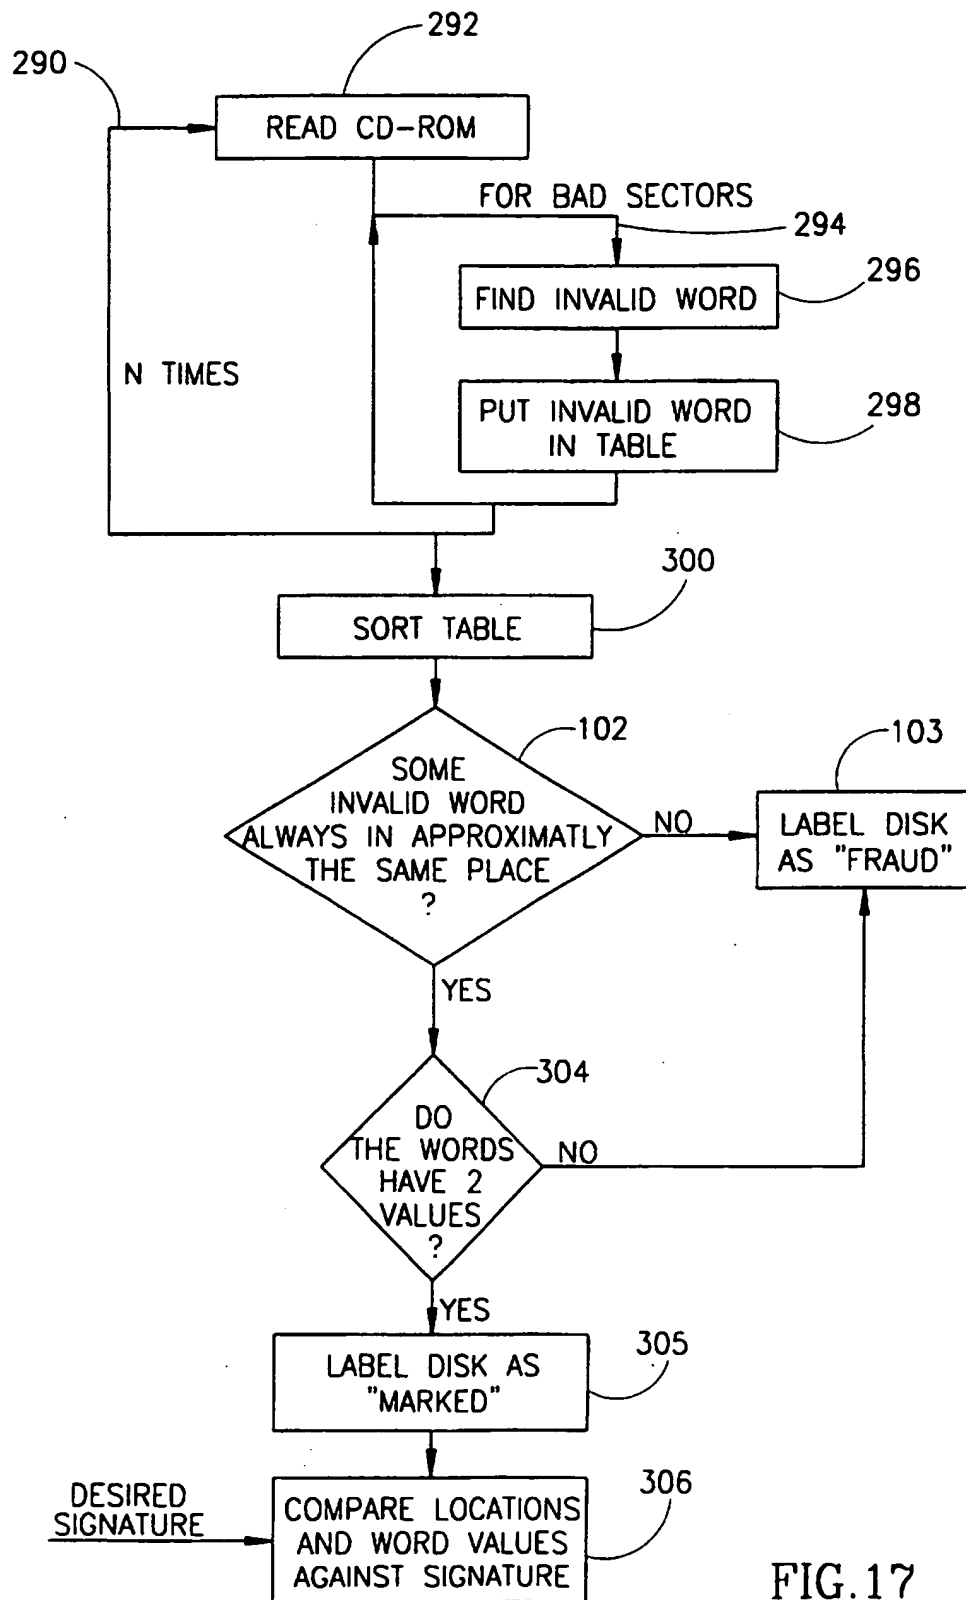 292
290
READ CD-ROM
FOR BAD SECTORS
294
296
FIND INVALID WORD
N TIMES
PUT INVALID WORD
IN TABLE
298
300
SORT TABLE
102
SOME
INVALID WORD
ALWAYS IN APPROXIMATLY
THE SAME PLACE
?
NO
103
LABEL DISK
AS "FRAUD"
YES
304
DO
THE WORDS
HAVE 2
VALUES
?
NO
YES
305
LABEL DISK AS
"MARKED"
306
DESIRED
SIGNATURE
COMPARE LOCATIONS
AND WORD VALUES
AGAINST SIGNATURE
FIG.17